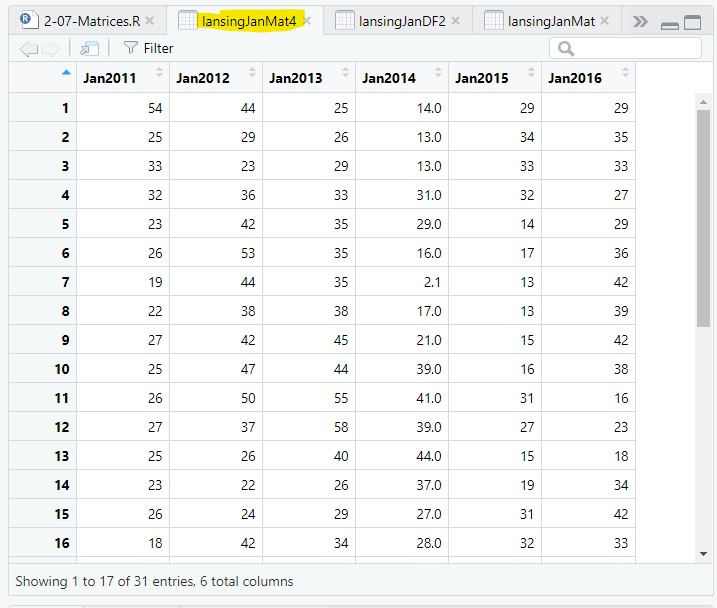 2-07-Matrices.R lansingJanMat4 lansingJanDF2 lansingJanMat
Filter
Jan2011 Jan2012 Jan2013 Jan2014 Jan2015 Jan2016
1 54 44 25 14.0 29 29
2 25 29 26 13.0 34 35
3 33 23 29 13.0 33 33
4 32 36 33 31.0 32 27
5 23 42 35 29.0 14 29
6 26 53 35 16.0 17 36
7 19 44 35 2.1 13 42
8 22 38 38 17.0 13 39
9 27 42 45 21.0 15 42
10 25 47 44 39.0 16 38
11 26 50 55 41.0 31 16
12 27 37 58 39.0 27 23
13 25 26 40 44.0 15 18
14 23 22 26 37.0 19 34
15 26 24 29 27.0 31 42
16 18 42 34 28.0 32 33
Showing 1 to 17 of 31 entries, 6 total columns